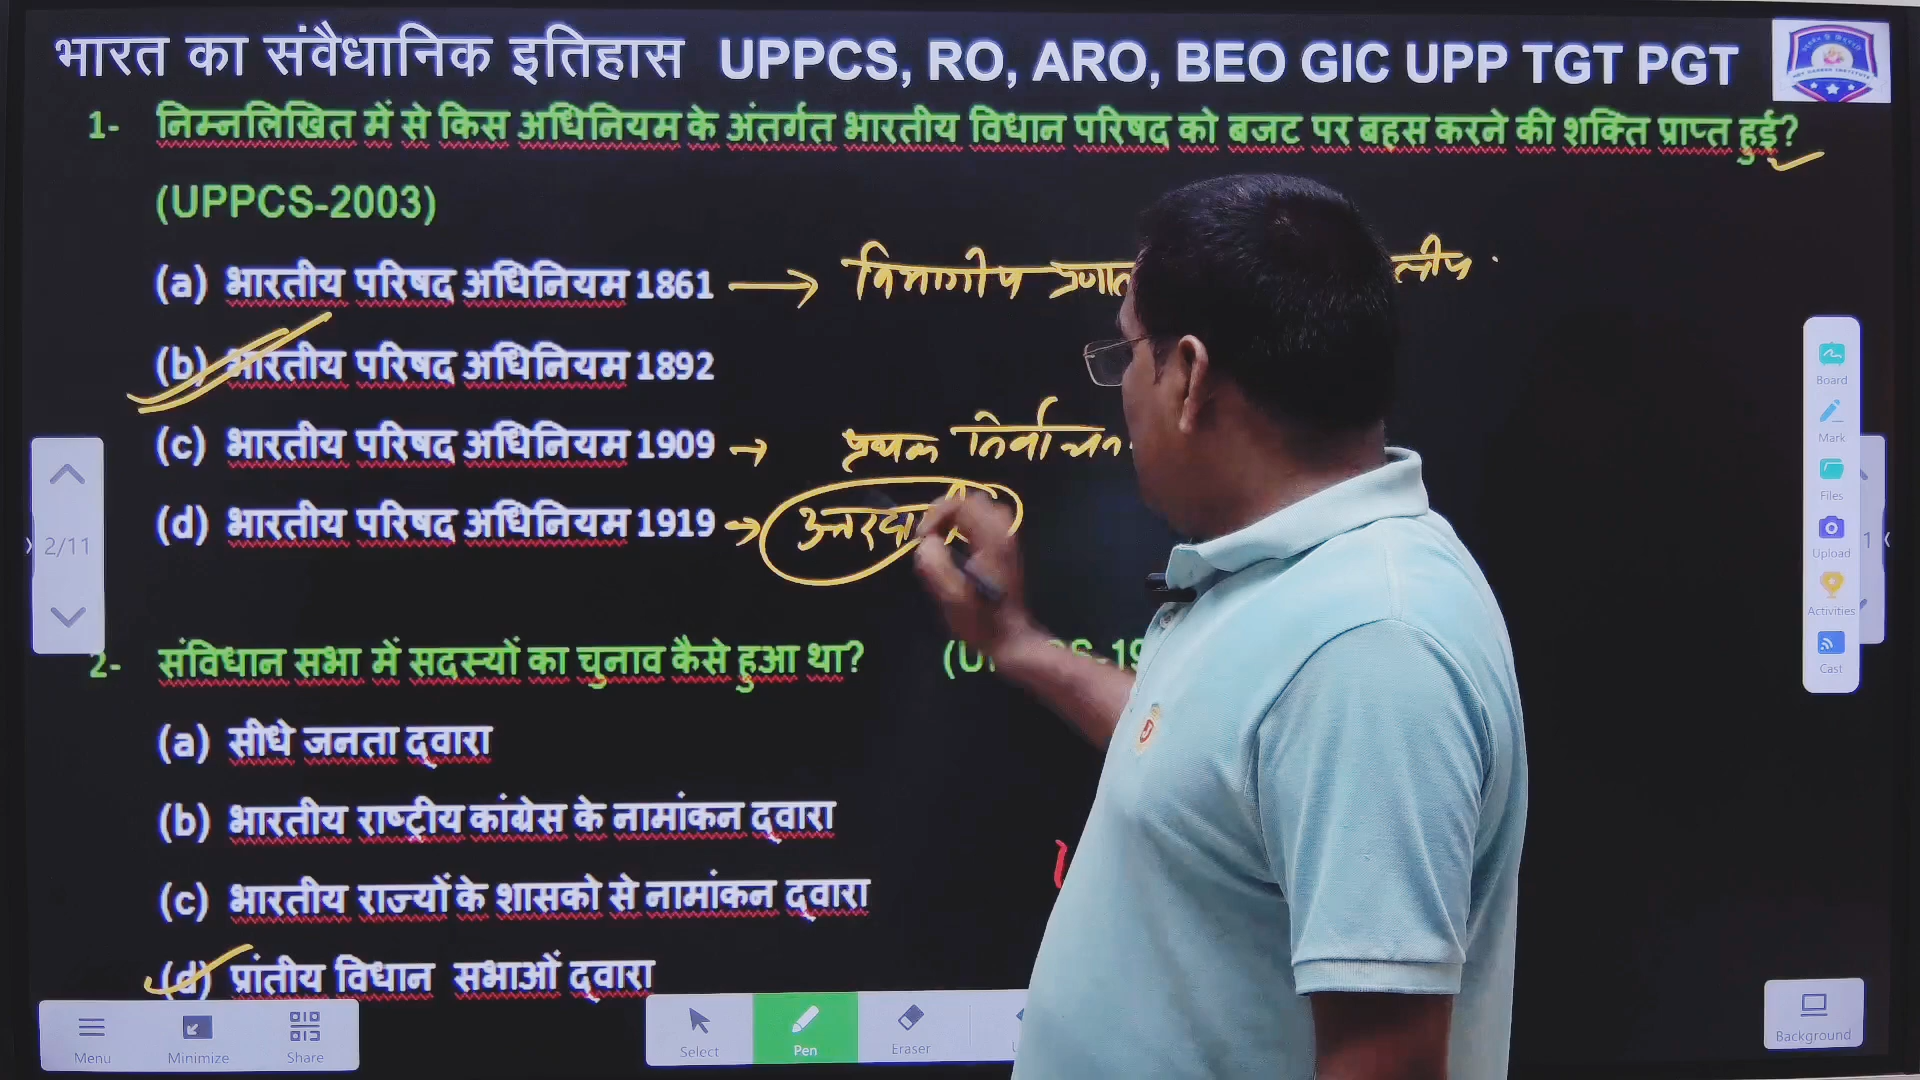 भारत का संवैधानिक इतिहास UPPCS, RO, ARO, BEO GIC UPP TGT PGT
1- निम्नलिखित में से किस अधिनियम के अंतर्गत भारतीय विधान परिषद को बजट पर बहस करने की शक्ति प्राप्त हुई?
(UPPCS-2003)
(a) भारतीय परिषद अधिनियम 1861 → विभागीय
(b) भारतीय परिषद अधिनियम 1892
(c) भारतीय परिषद अधिनियम 1909 → प्रथक निर्वाचन
(d) भारतीय परिषद अधिनियम 1919 →
2- संविधान सभा में सदस्यों का चुनाव कैसे हुआ था?
(a) सीधे जनता द्वारा
(b) भारतीय राष्ट्रीय कांग्रेस के नामांकन द्वारा
(c) भारतीय राज्यों के शासको से नामांकन द्वारा
(d) प्रांतीय विधान सभाओं द्वारा
2/11
1
Board
Mark
Files
Upload
Activities
Cast
Menu
Minimize
Share
Select
Pen
Eraser
Background